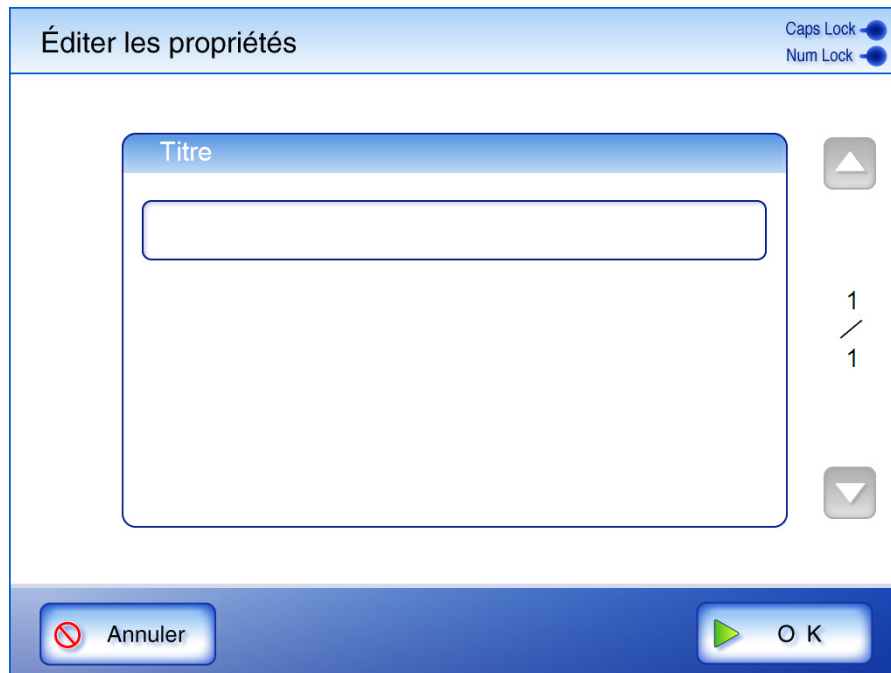 Éditer les propriétés
Caps Lock
Num Lock
Titre
1
/
1
Annuler
O K